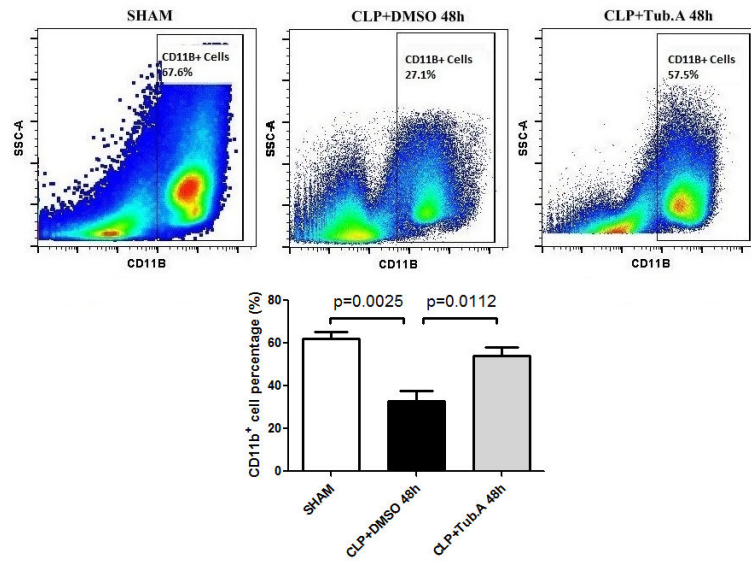 SHAM
CD11B+ Cells
67.6%
SSC-A
CD11B
CLP+DMSO 48h
CD11B+ Cells
27.1%
SSC-A
CD11B
CLP+Tub.A 48h
CD11B+ Cells
57.5%
SSC-A
CD11B
CD11b+ cell percentage (%)
80
60
40
20
0
p=0.0025
p=0.0112
SHAM
CLP+DMSO 48h
CLP+Tub.A 48h